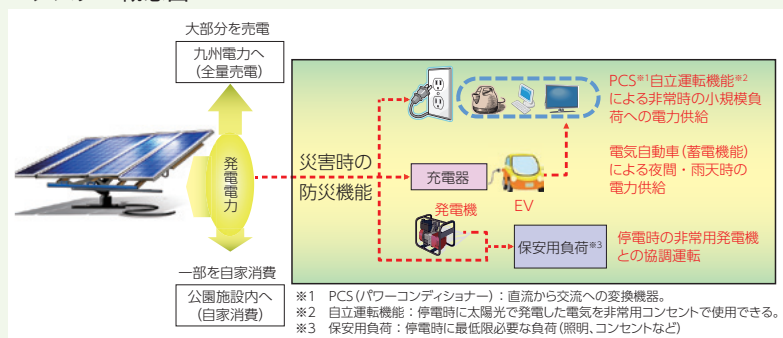 大部分を売電
九州電力へ
(全量売電)
発電電力
一部を自家消費
公園施設内へ
(自家消費)
災害時の
防災機能
PCS※1自立運転機能※2
による非常時の小規模負
荷への電力供給
充電器
EV
電気自動車(蓄電機能)
による夜間・雨天時の
電力供給
発電機
保安用負荷※3
停電時の非常用発電機
との協調運転
※1 PCS(パワーコンディショナー):直流から交流への変換機器。
※2 自立運転機能:停電時に太陽光で発電した電気を非常用コンセントで使用できる。
※3 保安用負荷:停電時に最低限必要な負荷(照明、コンセントなど)